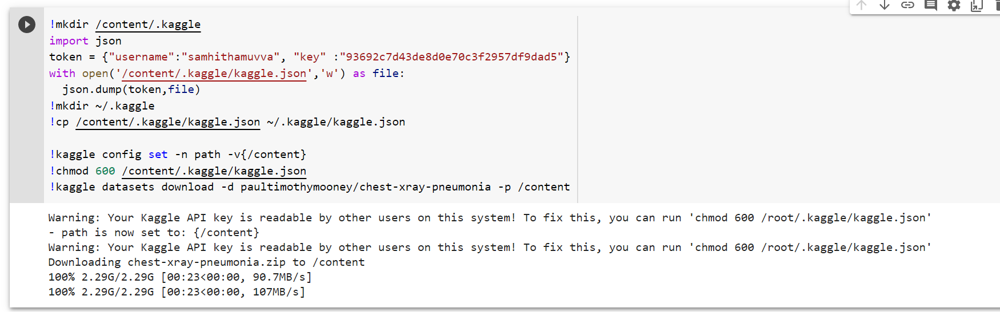 !mkdir /content/.kaggle
import json
token = {"username":"samhithamuvva", "key" :"93692c7d43de8d0e70c3f2957df9dad5"}
with open('/content/.kaggle/kaggle.json','w') as file:
  json.dump(token,file)
!mkdir ~/.kaggle
!cp /content/.kaggle/kaggle.json ~/.kaggle/kaggle.json

!kaggle config set -n path -v{/content}
!chmod 600 /content/.kaggle/kaggle.json
!kaggle datasets download -d paultimothymooney/chest-xray-pneumonia -p /content
Warning: Your Kaggle API key is readable by other users on this system! To fix this, you can run 'chmod 600 /root/.kaggle/kaggle.json'
- path is now set to: {/content}
Warning: Your Kaggle API key is readable by other users on this system! To fix this, you can run 'chmod 600 /root/.kaggle/kaggle.json'
Downloading chest-xray-pneumonia.zip to /content
100% 2.29G/2.29G [00:23<00:00, 90.7MB/s]
100% 2.29G/2.29G [00:23<00:00, 107MB/s]